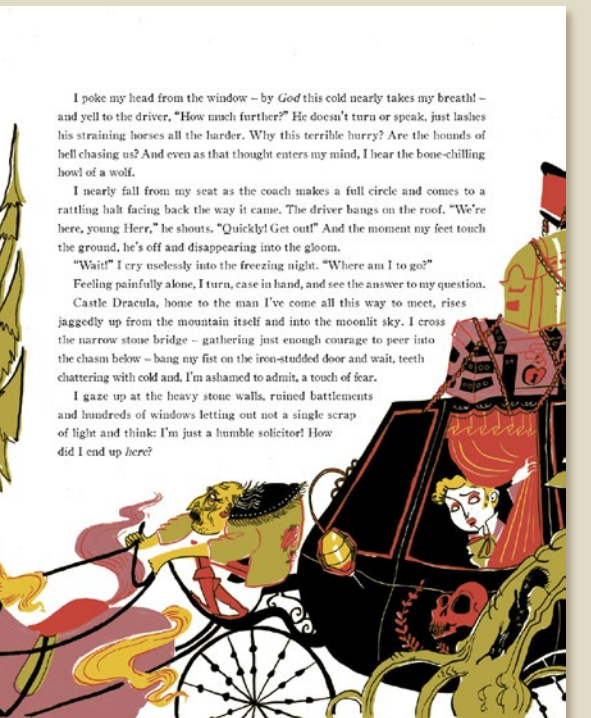 I poke my head from the window – by God this cold nearly takes my breath! –
and yell to the driver, “How much further?” He doesn’t turn or speak, just lashes
his straining horses all the harder. Why this terrible hurry? Are the hounds of
hell chasing us? And even as that thought enters my mind, I hear the bone-chilling
howl of a wolf.
I nearly fall from my seat as the coach makes a full circle and comes to a
rattling halt facing back the way it came. The driver bangs on the roof. “We’re
here, young Herr,” he shouts. “Quickly! Get out!” And the moment my feet touch
the ground, he’s off and disappearing into the gloom.
“Wait!” I cry uselessly into the freezing night. “Where am I to go?”
Feeling painfully alone, I turn, case in hand, and see the answer to my question.
Castle Dracula, home to the man I’ve come all this way to meet, rises
jaggedly up from the mountain itself and into the moonlit sky. I cross
the narrow stone bridge – gathering just enough courage to peer into
the chasm below – bang my fist on the iron-studded door and wait, teeth
chattering with cold and, I’m ashamed to admit, a touch of fear.
I gaze up at the heavy stone walls, ruined battlements
and hundreds of windows letting out not a single scrap
of light and think: I’m just a humble solicitor! How
did I end up here?